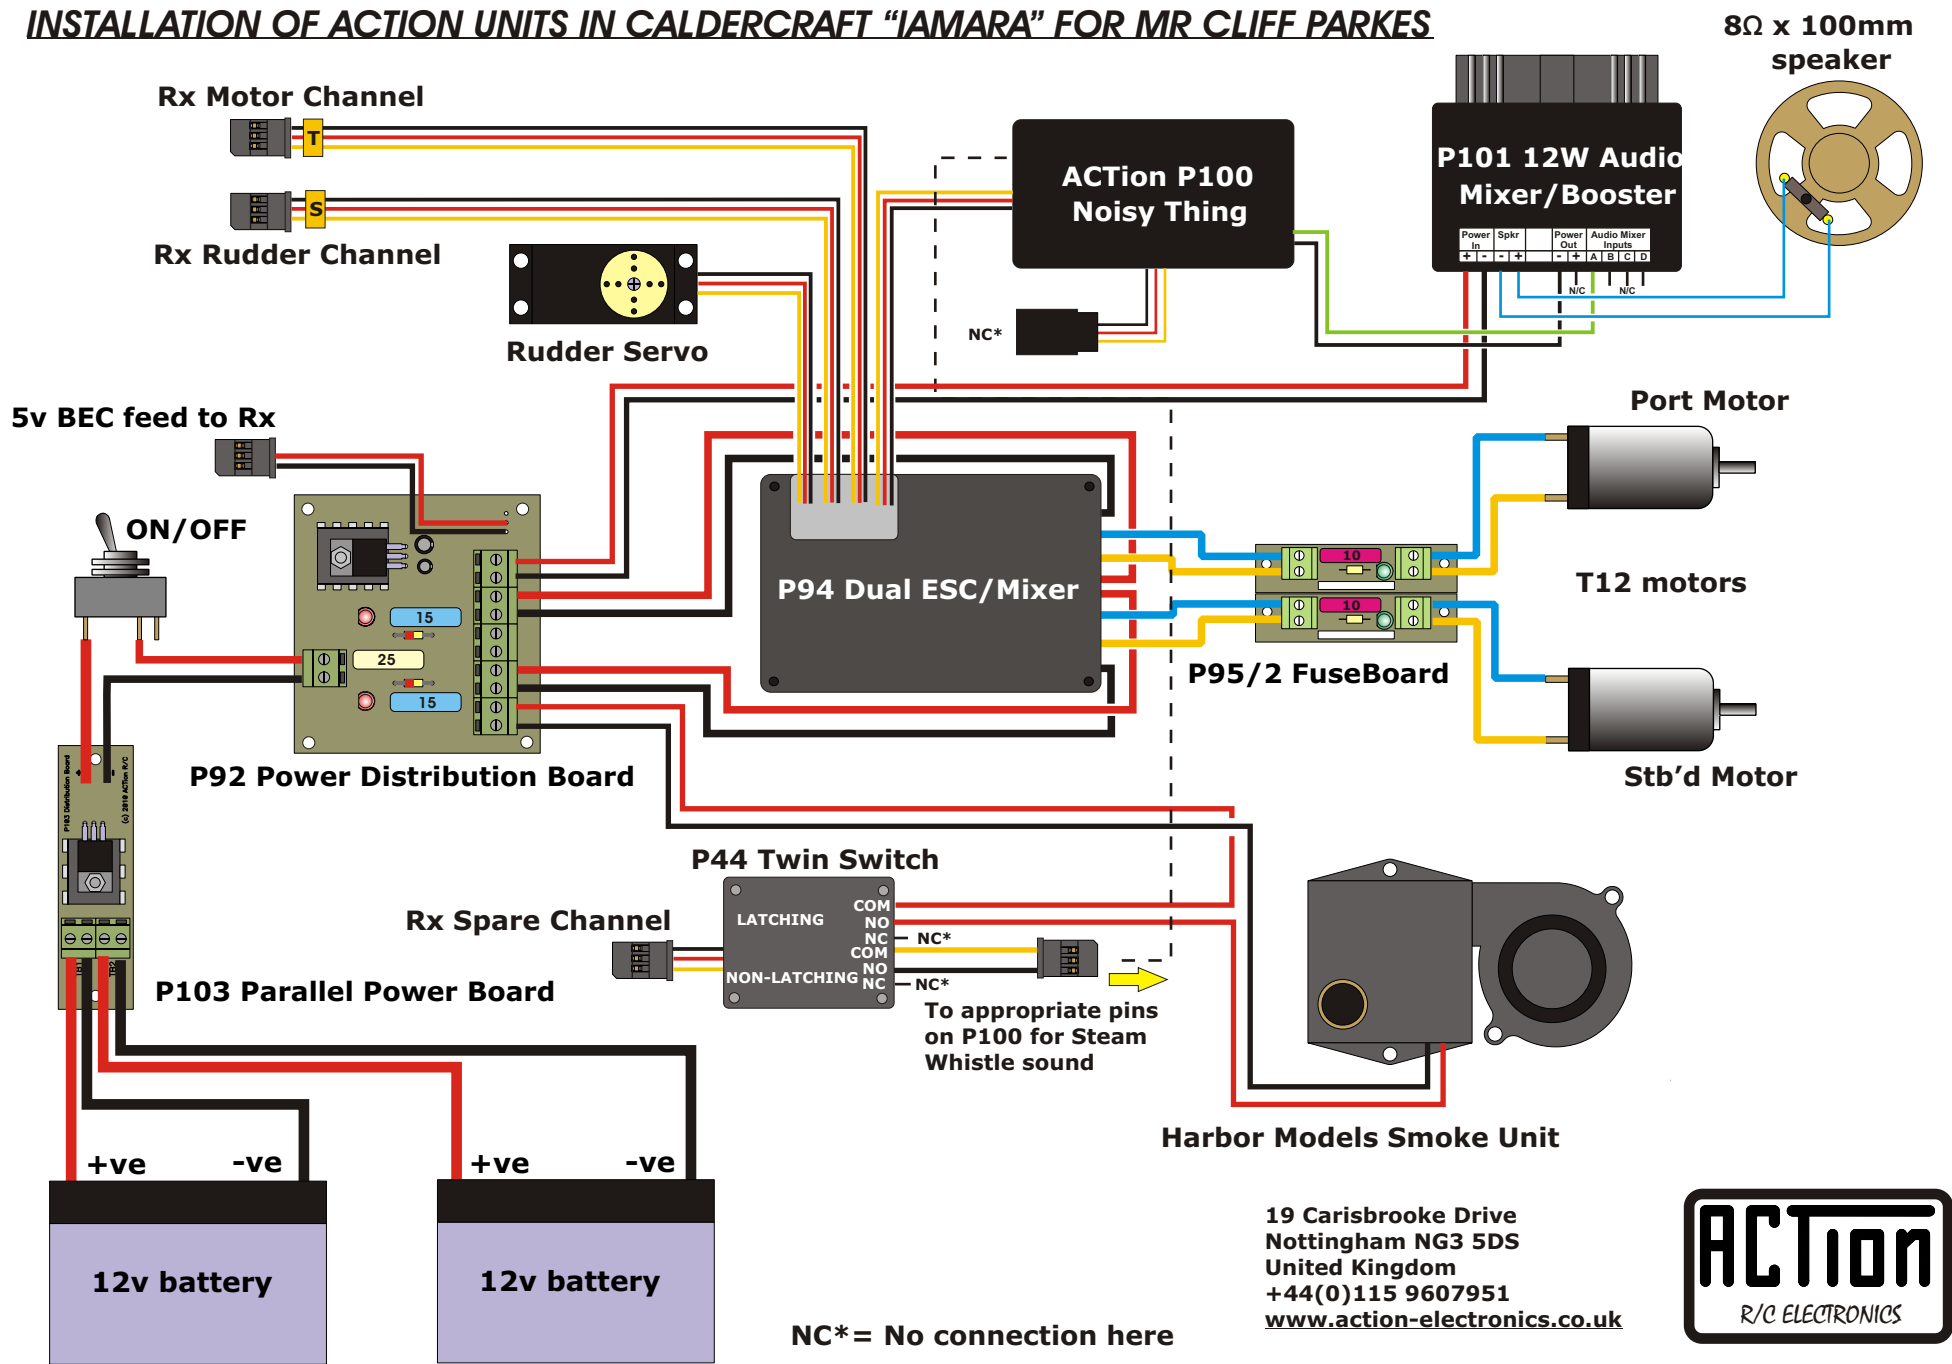 INSTALLATION OF ACTION UNITS IN CALDERCRAFT “IAMARA” FOR MR CLIFF PARKES
8Ω x 100mm
speaker
Rx Motor Channel
T
S
Rx Rudder Channel
Rudder Servo
ACTion P100
Noisy Thing
NC*
P101 12W Audio
Mixer/Booster
Power
In
Spkr
Power
Out
Audio Mixer
Inputs
+ - - + - + A B C D
N/C
N/C
5v BEC feed to Rx
ON/OFF
15
25
15
P92 Power Distribution Board
P94 Dual ESC/Mixer
10
10
P95/2 FuseBoard
Port Motor
T12 motors
Stb’d Motor
P103 Distribution Board
(c) 2010 ACTion R/C
+ -
TB1
TB2
P103 Parallel Power Board
P44 Twin Switch
Rx Spare Channel
LATCHING
NON-LATCHING
COM
NO
NC
COM
NO
NC
NC*
NC*
To appropriate pins
on P100 for Steam
Whistle sound
Harbor Models Smoke Unit
+ve
-ve
+ve
-ve
12v battery
12v battery
NC*= No connection here
19 Carisbrooke Drive
Nottingham NG3 5DS
United Kingdom
+44(0)115 9607951
www.action-electronics.co.uk
ACTion
R/C ELECTRONICS